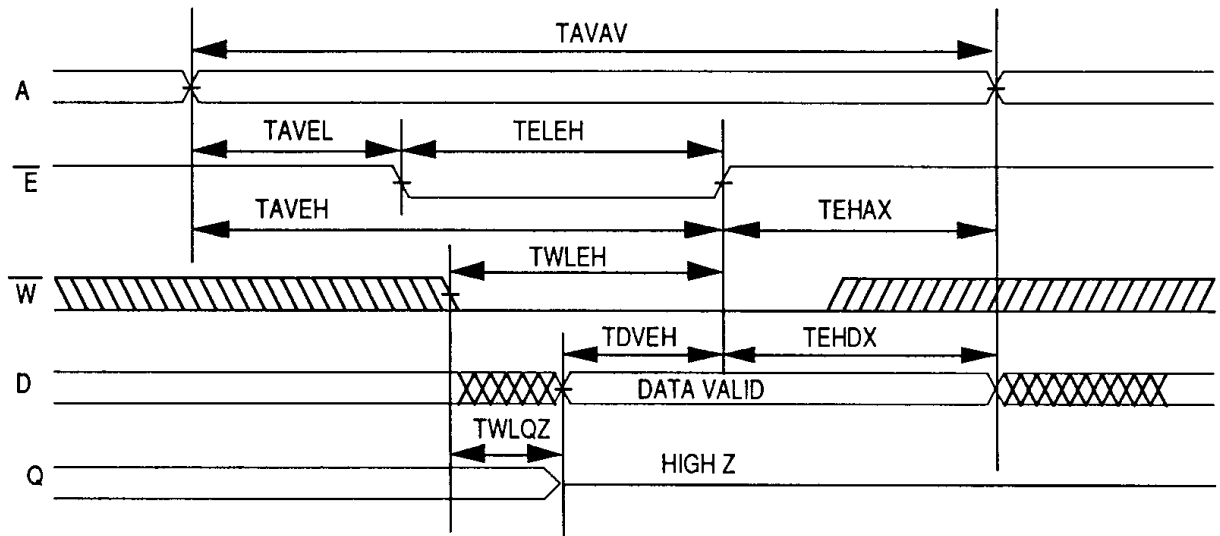 TAVAV
A
TAVEL TELEH
E̅
TAVEH TEHAX
TWLEH
W̅
TDVEH TEHDX
D DATA VALID
TWLQZ
Q HIGH Z